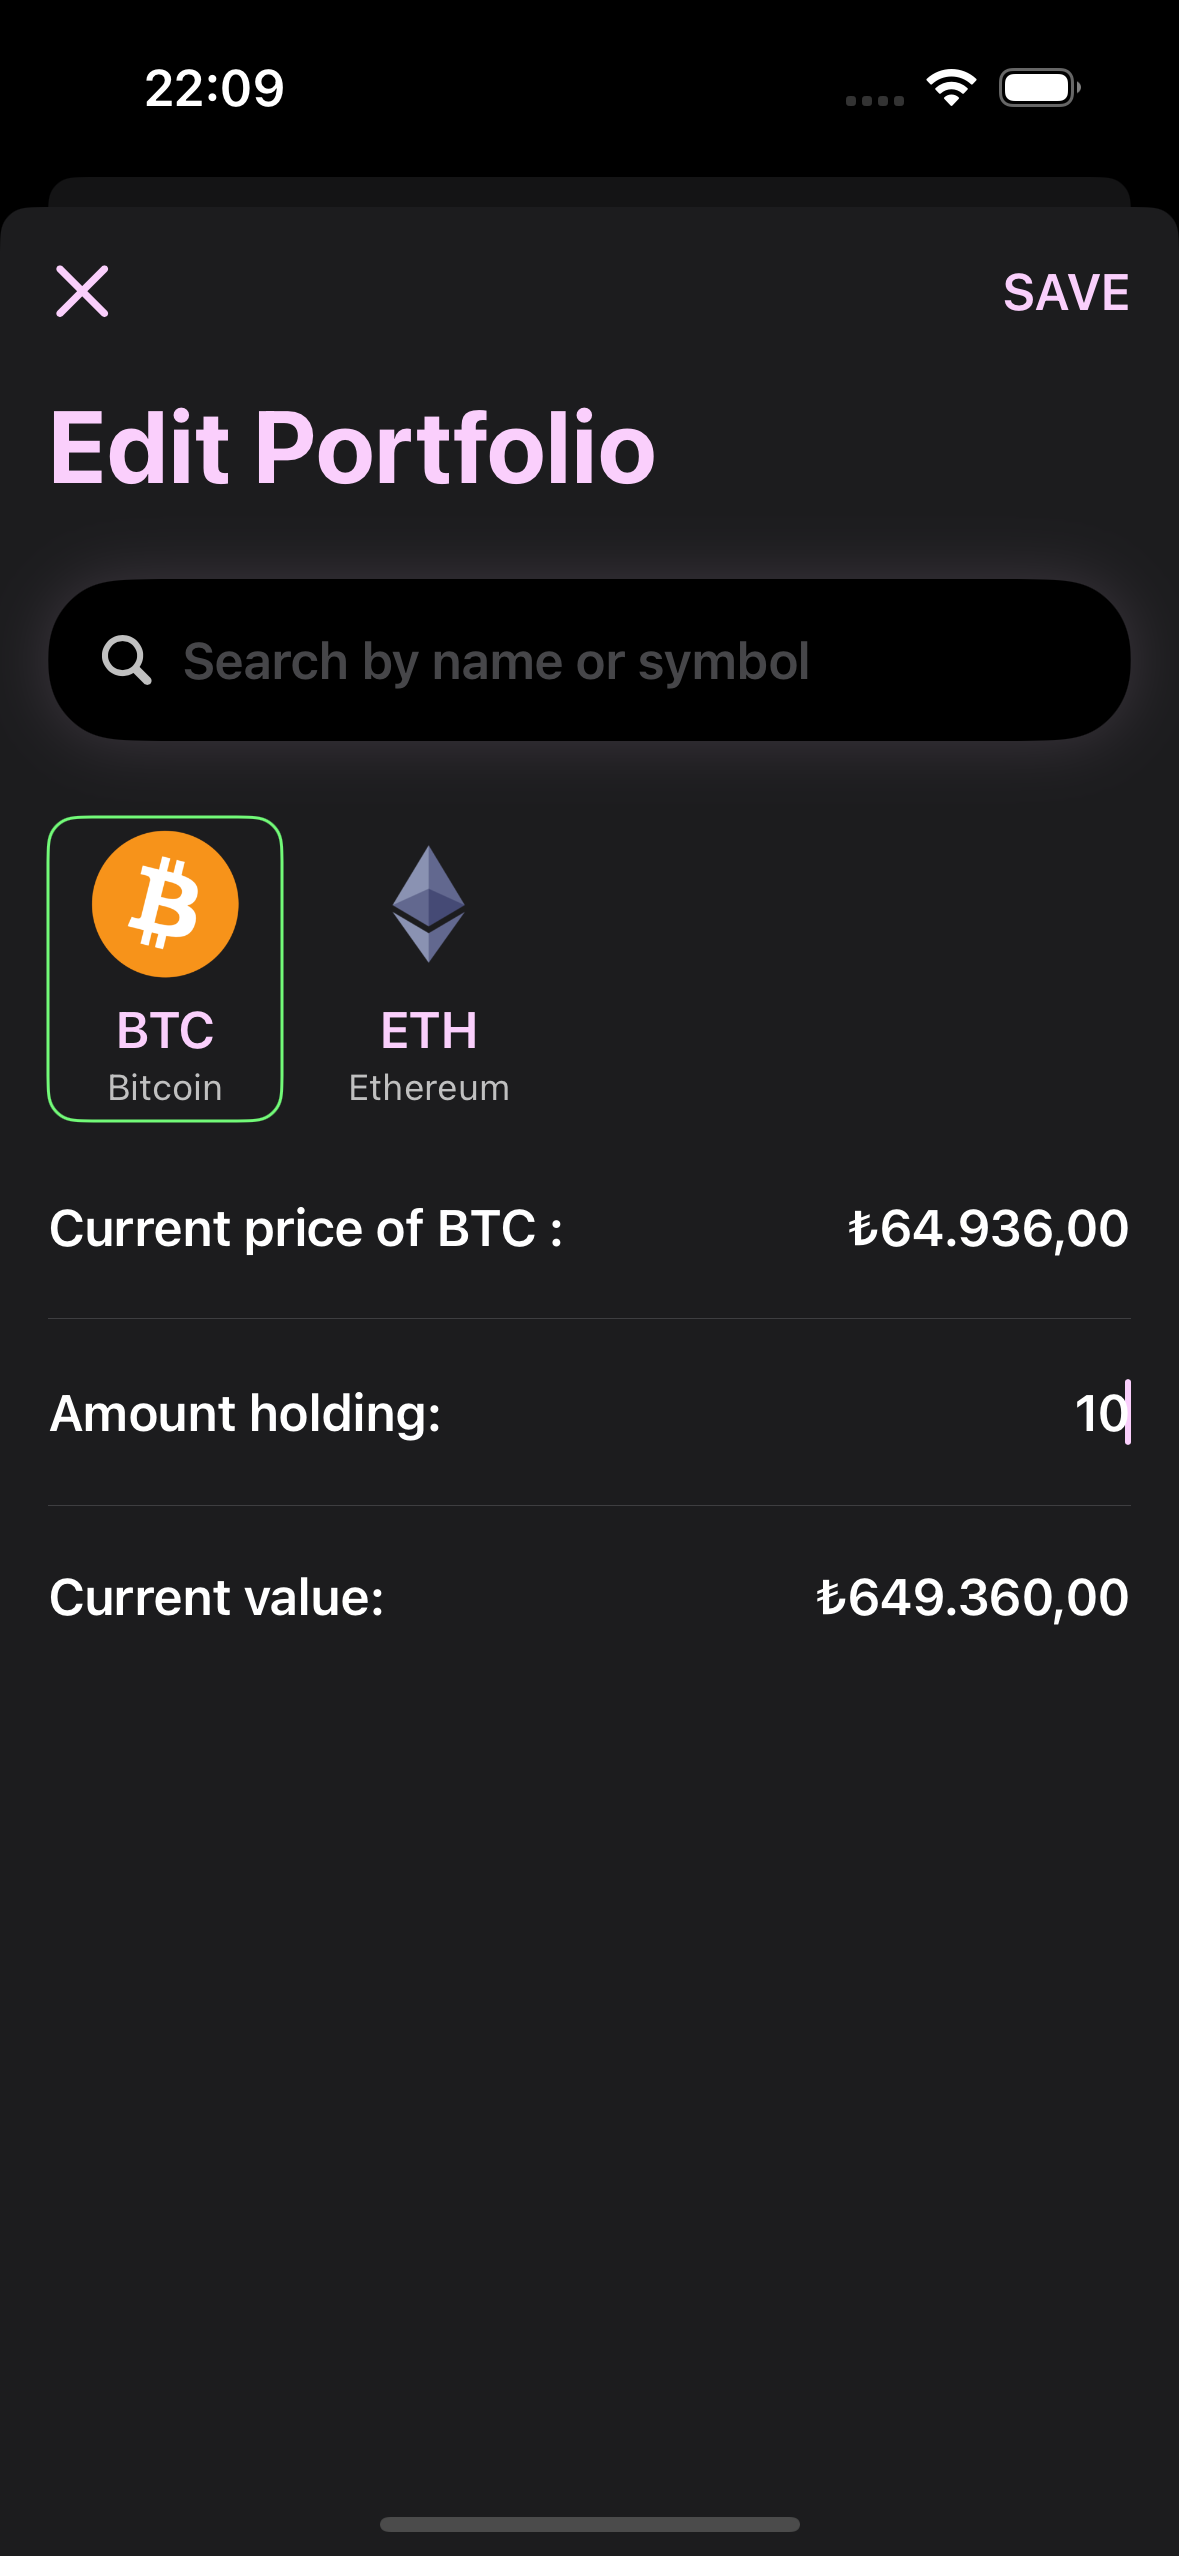 22:09
SAVE
Edit Portfolio
Search by name or symbol
BTC
Bitcoin
ETH
Ethereum
Current price of BTC : ₺64.936,00
Amount holding: 10
Current value: ₺649.360,00